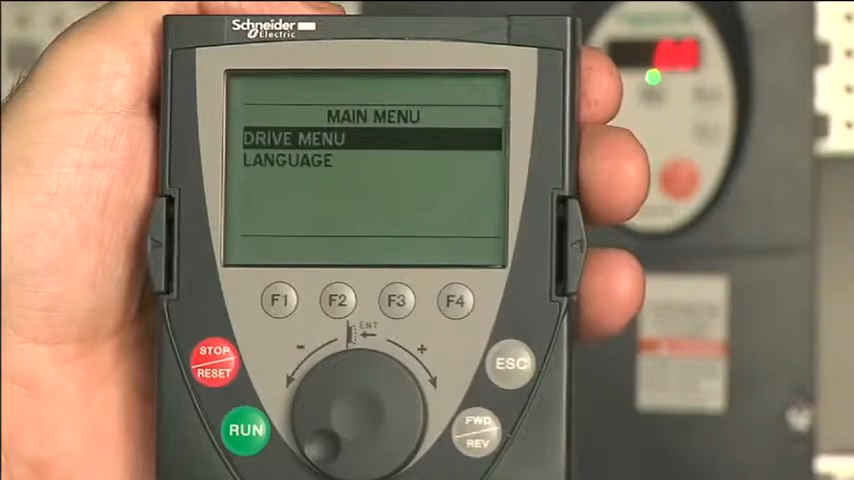 Schneider
Electric
MAIN MENU
DRIVE MENU
LANGUAGE
F1 F2 F3 F4
ENT
- +
STOP
RESET
ESC
RUN
FWD
REV